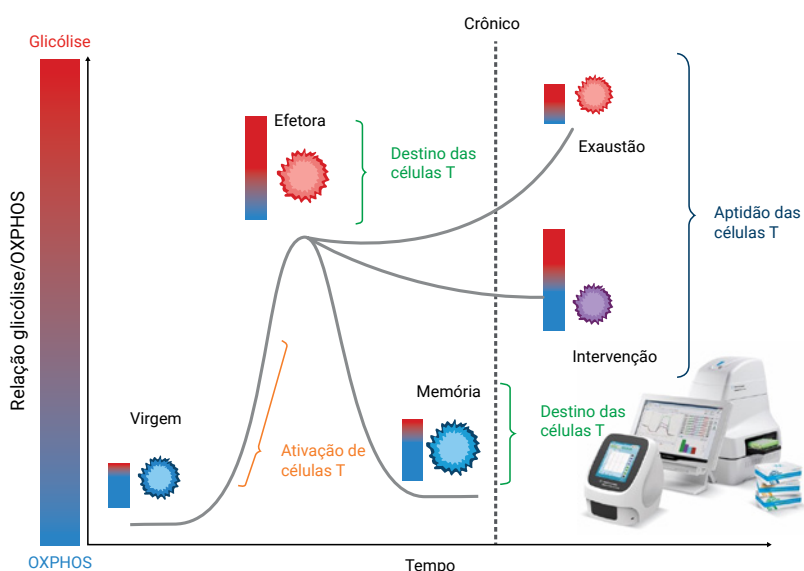 Crônico
Glicólise
Efetora
Destino das
células T
Exaustão
Aptidão das
células T
Relação glicólise/OXPHOS
Intervenção
Memória
Virgem
Destino das
células T
Ativação de
células T
OXPHOS
Tempo